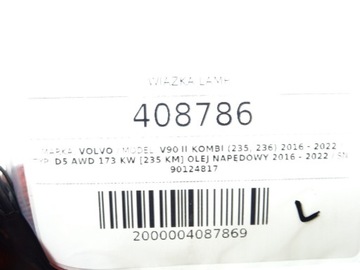 WIĄZKA LAMP
408786
MARKA: VOLVO / MODEL: V90 II KOMBI (235, 236) 2016 - 2022
TYP: D5 AWD 173 KW [235 KM] OLEJ NAPEDOWY 2016 - 2022 / SN:
90124817
2000004087869
L